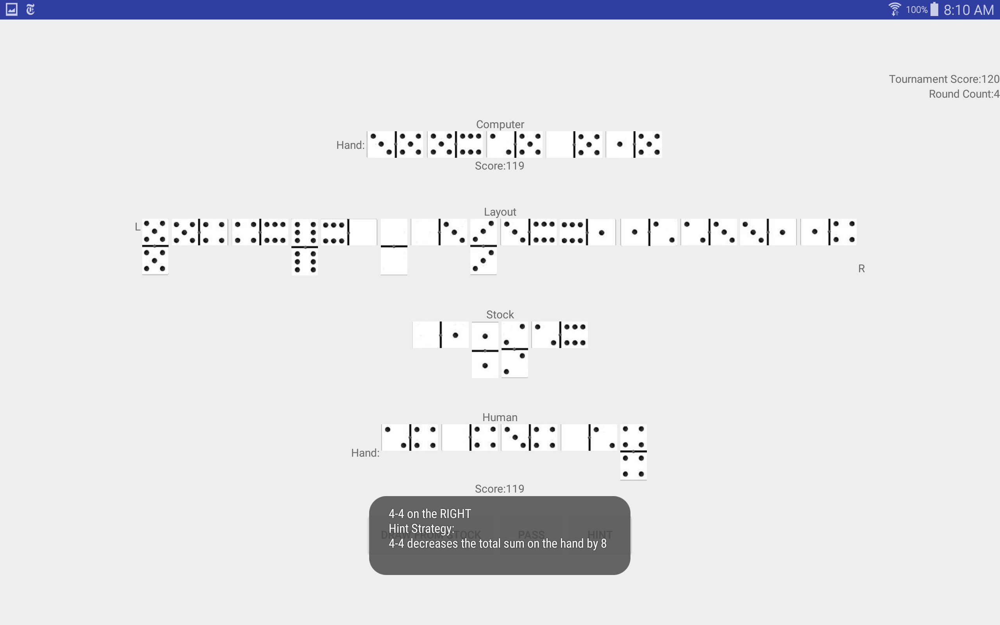 100% 8:10 AM
Tournament Score:120
Round Count:4
Computer
Hand:
Score:119
Layout
L
R
Stock
Human
Hand:
Score:119
4-4 on the RIGHT
Hint Strategy:
DRAW FROM STOCK PASS HINT
4-4 decreases the total sum on the hand by 8